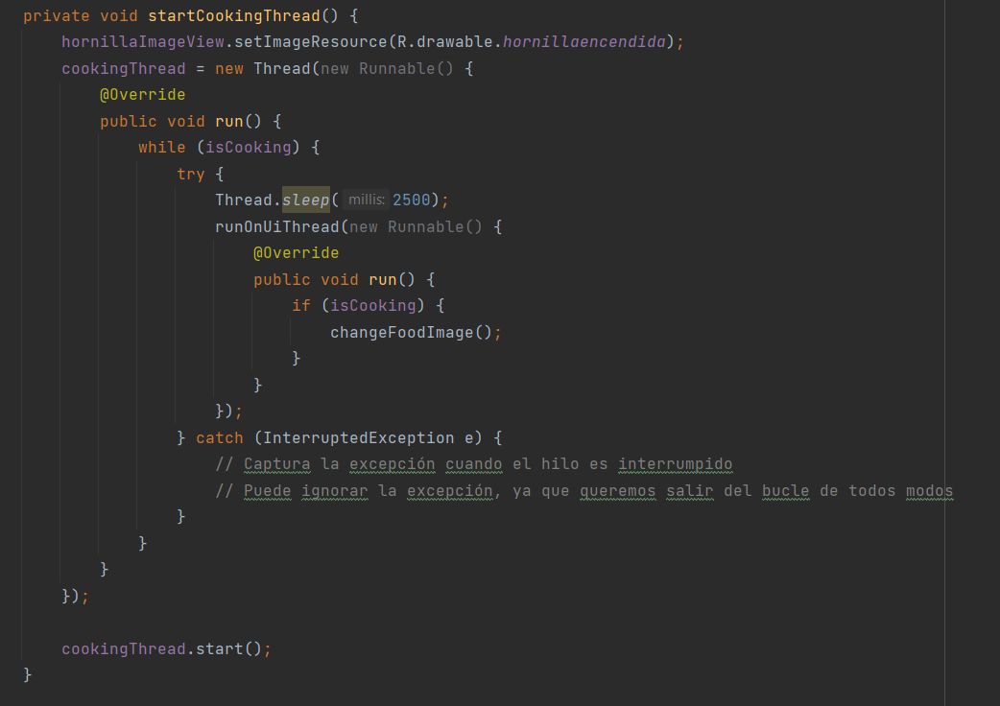 private void startCookingThread() {
    hornillaImageView.setImageResource(R.drawable.hornillaencendida);
    cookingThread = new Thread(new Runnable() {
        @Override
        public void run() {
            while (isCooking) {
                try {
                    Thread.sleep( millis: 2500);
                    runOnUiThread(new Runnable() {
                        @Override
                        public void run() {
                            if (isCooking) {
                                changeFoodImage();
                            }
                        }
                    });
                } catch (InterruptedException e) {
                    // Captura la excepción cuando el hilo es interrumpido
                    // Puede ignorar la excepción, ya que queremos salir del bucle de todos modos
                }
            }
        }
    });

    cookingThread.start();
}